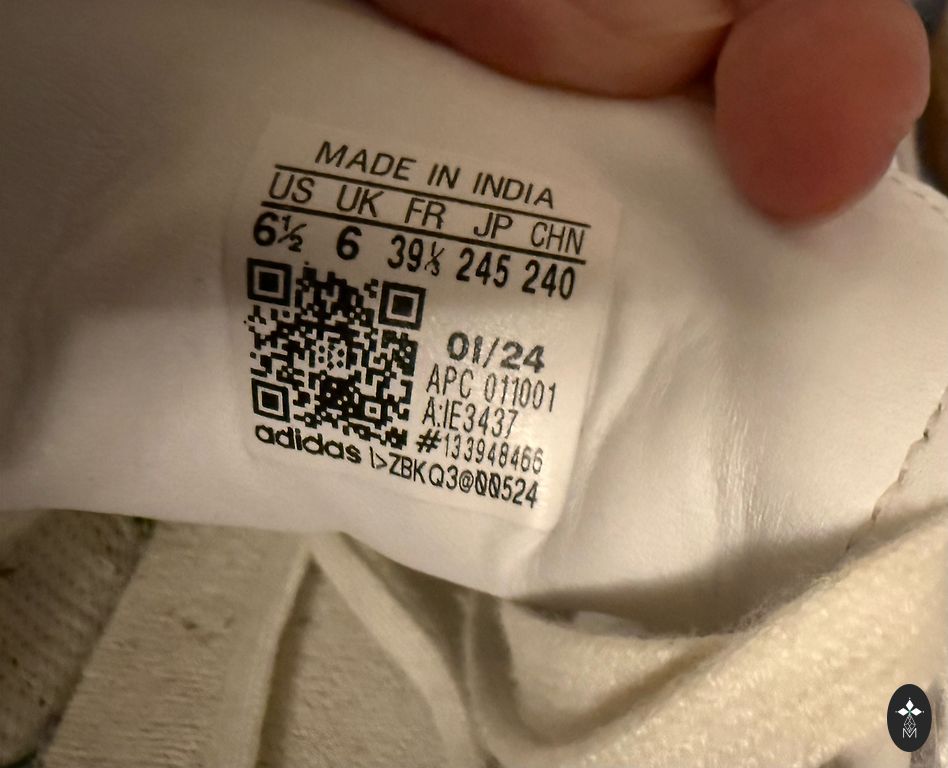 MADE IN INDIA
US UK FR JP CHN
6½ 6 39⅓ 245 240
01/24
APC 011001
A:IE3437
#133948466
adidas |>ZBKQ3@00524
M